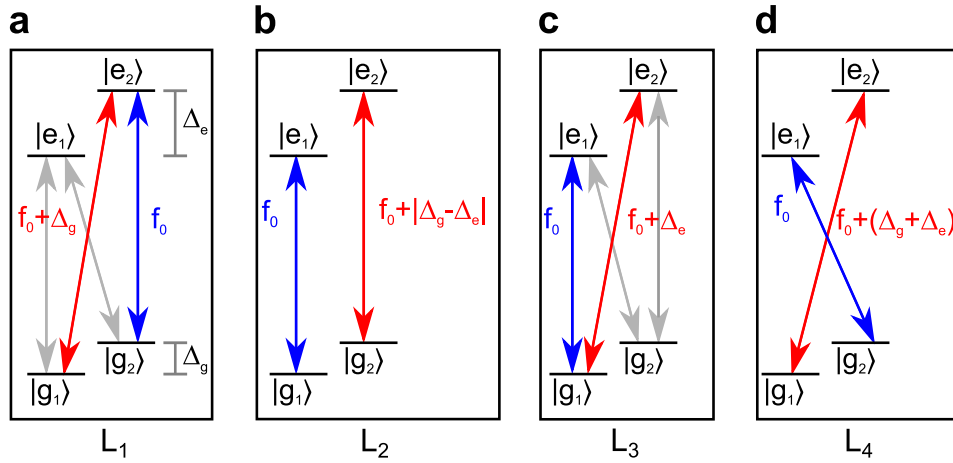 a
|e₂⟩
Δₑ
|e₁⟩
f₀+Δg
f₀
|g₂⟩
Δg
|g₁⟩
L₁
b
|e₂⟩
|e₁⟩
f₀
f₀+|Δg-Δₑ|
|g₂⟩
|g₁⟩
L₂
c
|e₂⟩
|e₁⟩
f₀
f₀+Δₑ
|g₂⟩
|g₁⟩
L₃
d
|e₂⟩
|e₁⟩
f₀
f₀+(Δg+Δₑ)
|g₂⟩
|g₁⟩
L₄